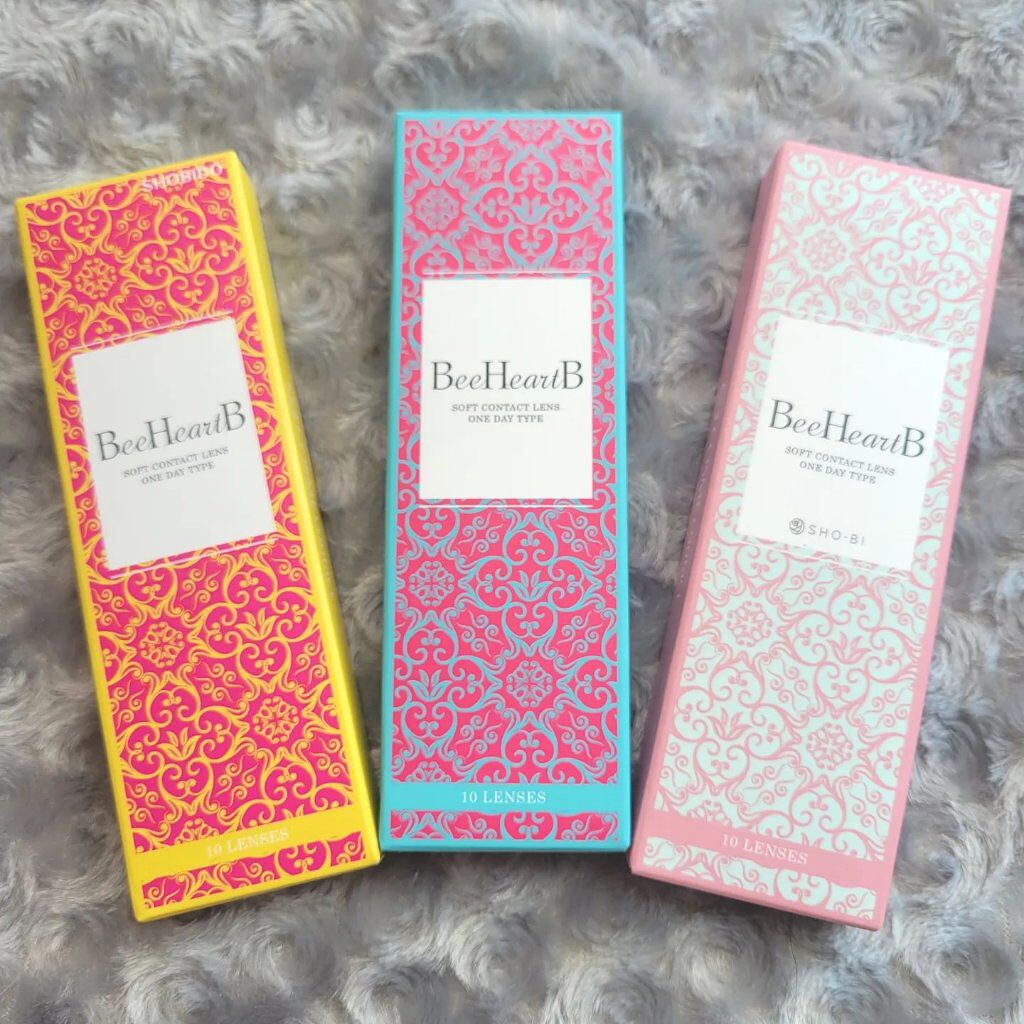 SHOBIDO
BeeHeartB
SOFT CONTACT LENS
ONE DAY TYPE
10 LENSES
BeeHeartB
SOFT CONTACT LENS
ONE DAY TYPE
10 LENSES
BeeHeartB
SOFT CONTACT LENS
ONE DAY TYPE
SHO-BI
10 LENSES